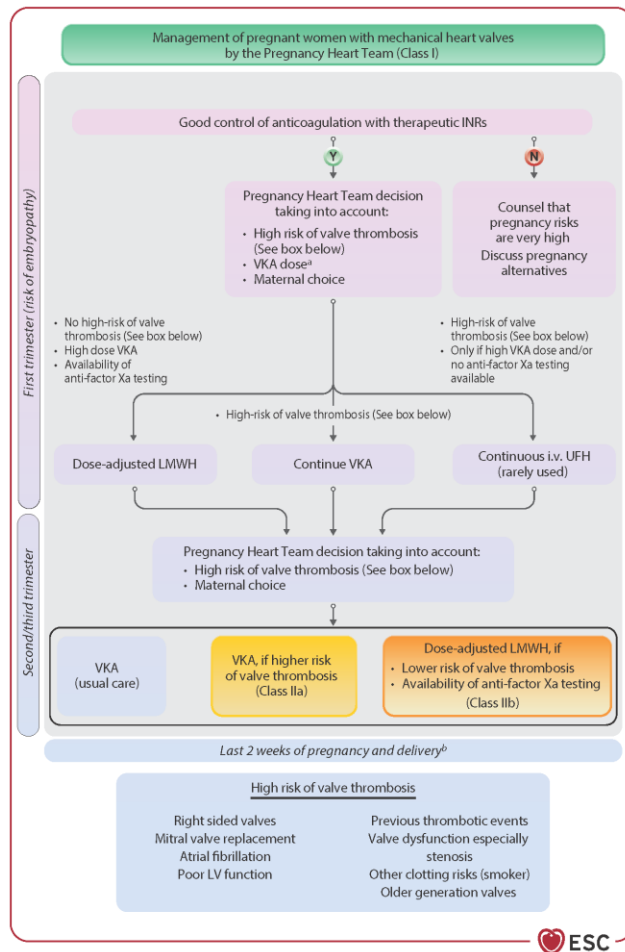 Management of pregnant women with mechanical heart valves
by the Pregnancy Heart Team (Class I)
First trimester (risk of embryopathy)
Good control of anticoagulation with therapeutic INRs
Y
N
Pregnancy Heart Team decision
taking into account:
• High risk of valve thrombosis
(See box below)
• VKA doseᵃ
• Maternal choice
Counsel that
pregnancy risks
are very high
Discuss pregnancy
alternatives
• No high-risk of valve
thrombosis (See box below)
• High dose VKA
• Availability of
anti-factor Xa testing
• High-risk of valve
thrombosis (See box below)
• Only if high VKA dose and/or
no anti-factor Xa testing
available
• High-risk of valve thrombosis (See box below)
Dose-adjusted LMWH
Continue VKA
Continuous i.v. UFH
(rarely used)
Second/third trimester
Pregnancy Heart Team decision taking into account:
• High risk of valve thrombosis (See box below)
• Maternal choice
VKA
(usual care)
VKA, if higher risk
of valve thrombosis
(Class IIa)
Dose-adjusted LMWH, if
• Lower risk of valve thrombosis
• Availability of anti-factor Xa testing
(Class IIb)
Last 2 weeks of pregnancy and deliveryᵇ
High risk of valve thrombosis
Right sided valves
Mitral valve replacement
Atrial fibrillation
Poor LV function
Previous thrombotic events
Valve dysfunction especially
stenosis
Other clotting risks (smoker)
Older generation valves
ESC